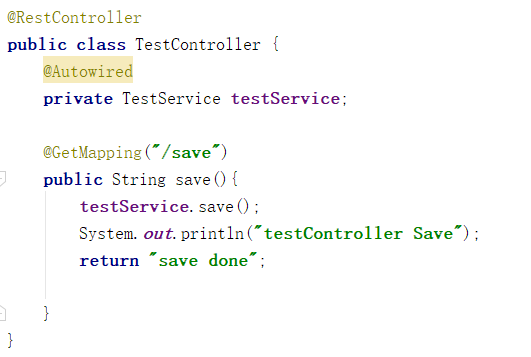 @RestController
public class TestController {
@Autowired
private TestService testService;
@GetMapping("/save")
public String save(){
testService.save();
System.out.println("testController Save");
return "save done";
}
}